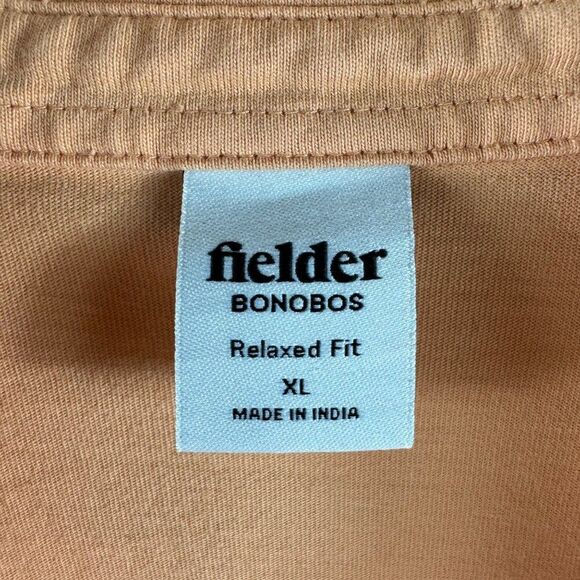 fielder
BONOBOS
Relaxed Fit
XL
MADE IN INDIA